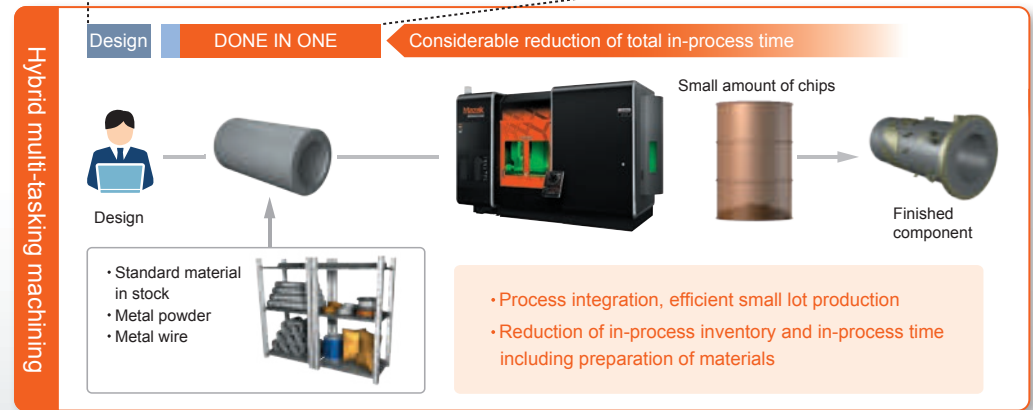 Hybrid multi-tasking machining
Design
DONE IN ONE
Considerable reduction of total in-process time
Small amount of chips
Mazak
Design
Finished
component
・Standard material
in stock
・Metal powder
・Metal wire
・Process integration, efficient small lot production
・Reduction of in-process inventory and in-process time
including preparation of materials